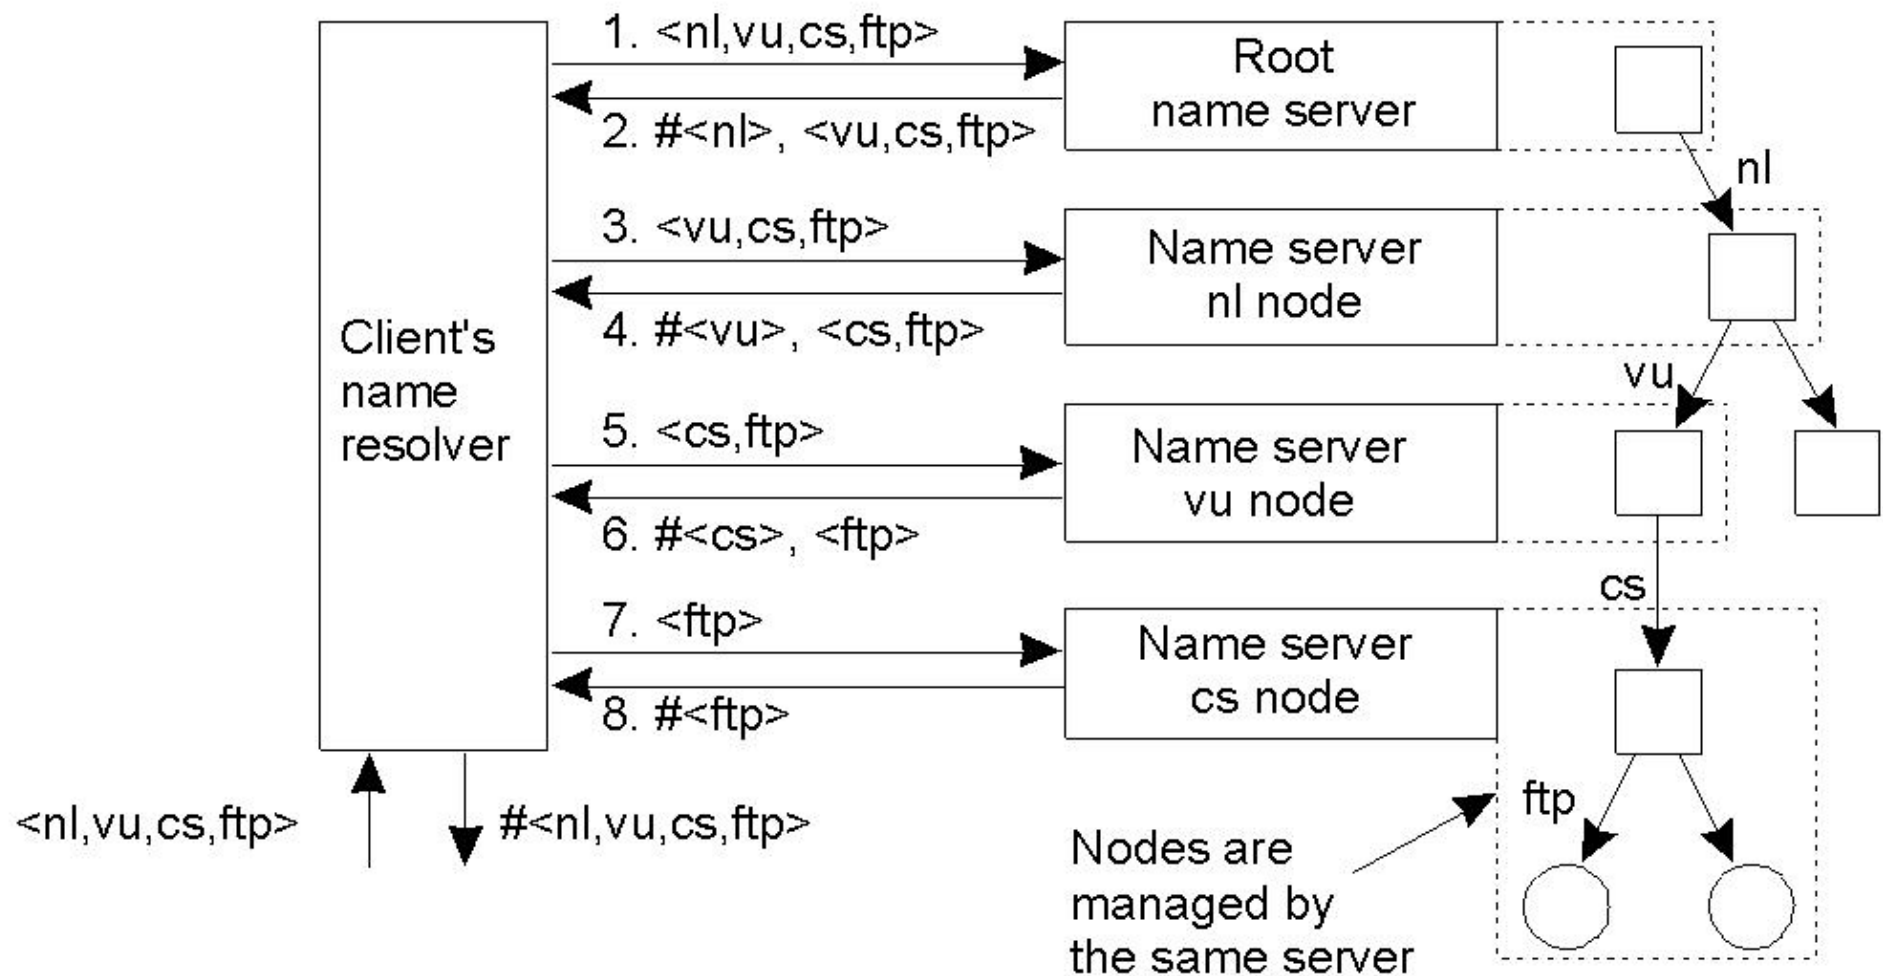 1. <nl,vu,cs,ftp>
Root
name server
2. #<nl>, <vu,cs,ftp>
nl
3. <vu,cs,ftp>
Name server
nl node
4. #<vu>, <cs,ftp>
vu
Client's
name
resolver
5. <cs,ftp>
Name server
vu node
6. #<cs>, <ftp>
cs
7. <ftp>
Name server
cs node
8. #<ftp>
ftp
<nl,vu,cs,ftp>
#<nl,vu,cs,ftp>
Nodes are
managed by
the same server